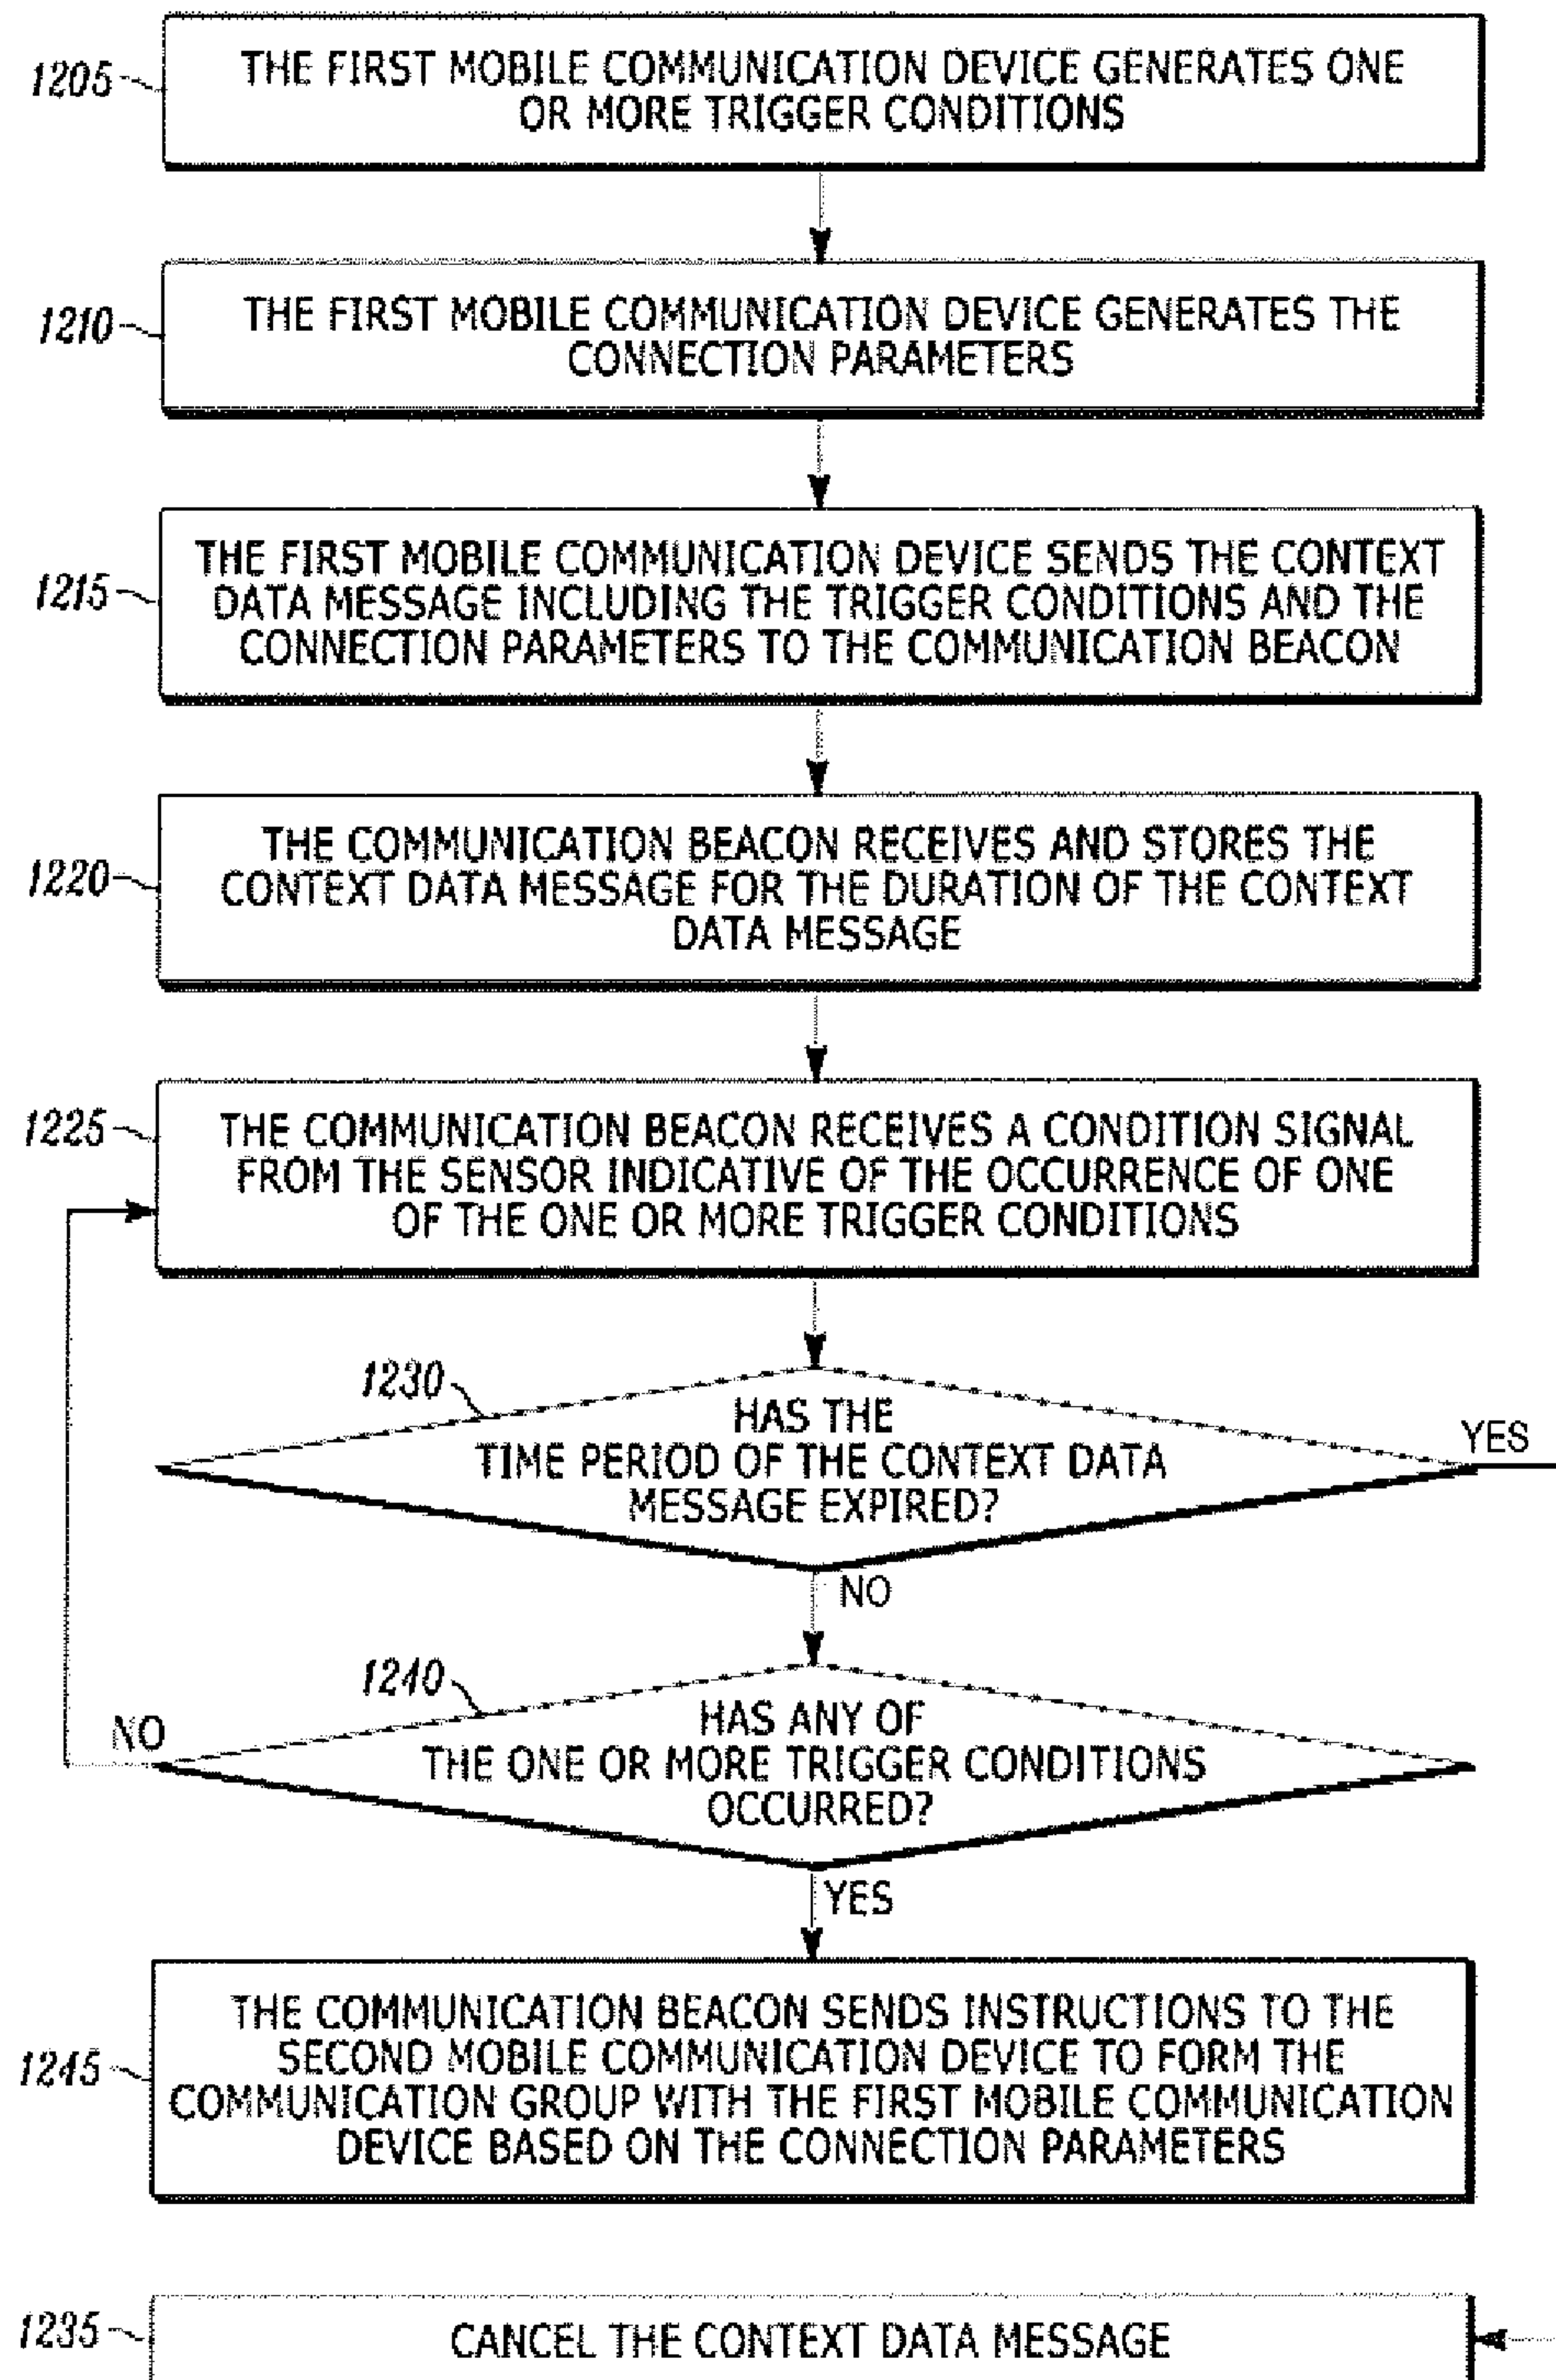 1205
THE FIRST MOBILE COMMUNICATION DEVICE GENERATES ONE
OR MORE TRIGGER CONDITIONS
1210
THE FIRST MOBILE COMMUNICATION DEVICE GENERATES THE
CONNECTION PARAMETERS
1215
THE FIRST MOBILE COMMUNICATION DEVICE SENDS THE CONTEXT
DATA MESSAGE INCLUDING THE TRIGGER CONDITIONS AND THE
CONNECTION PARAMETERS TO THE COMMUNICATION BEACON
1220
THE COMMUNICATION BEACON RECEIVES AND STORES THE
CONTEXT DATA MESSAGE FOR THE DURATION OF THE CONTEXT
DATA MESSAGE
1225
THE COMMUNICATION BEACON RECEIVES A CONDITION SIGNAL
FROM THE SENSOR INDICATIVE OF THE OCCURRENCE OF ONE
OF THE ONE OR MORE TRIGGER CONDITIONS
1230
HAS THE
TIME PERIOD OF THE CONTEXT DATA
MESSAGE EXPIRED?
YES
NO
1240
HAS ANY OF
THE ONE OR MORE TRIGGER CONDITIONS
OCCURRED?
NO
YES
1245
THE COMMUNICATION BEACON SENDS INSTRUCTIONS TO THE
SECOND MOBILE COMMUNICATION DEVICE TO FORM THE
COMMUNICATION GROUP WITH THE FIRST MOBILE COMMUNICATION
DEVICE BASED ON THE CONNECTION PARAMETERS
1235
CANCEL THE CONTEXT DATA MESSAGE